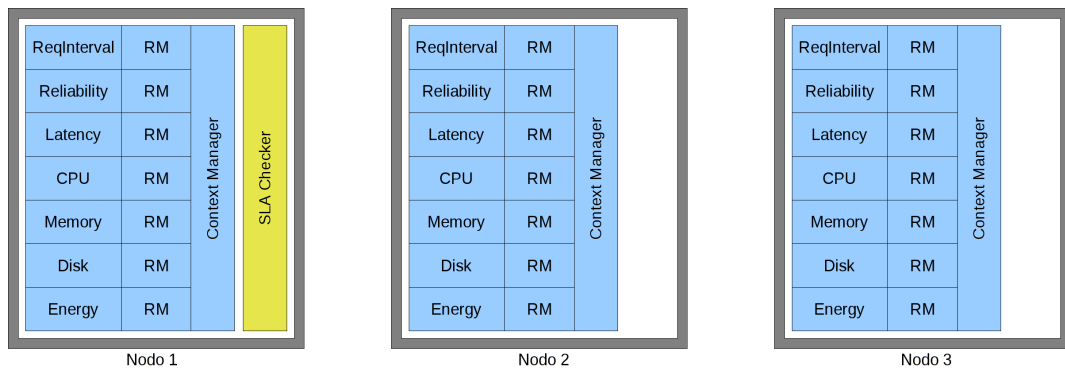 ReqInterval RM
Reliability RM
Latency RM
CPU RM
Memory RM
Disk RM
Energy RM
Context Manager
SLA Checker
Nodo 1
ReqInterval RM
Reliability RM
Latency RM
CPU RM
Memory RM
Disk RM
Energy RM
Context Manager
Nodo 2
ReqInterval RM
Reliability RM
Latency RM
CPU RM
Memory RM
Disk RM
Energy RM
Context Manager
Nodo 3